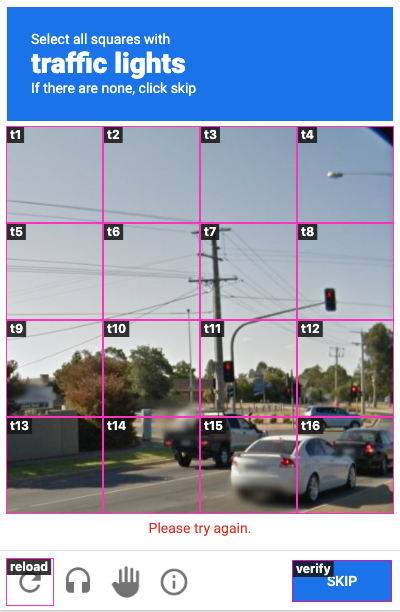 Select all squares with
traffic lights
If there are none, click skip
t1
t2
t3
t4
t5
t6
t7
t8
t9
t10
t11
t12
t13
t14
t15
t16
Please try again.
reload
verify
SKIP